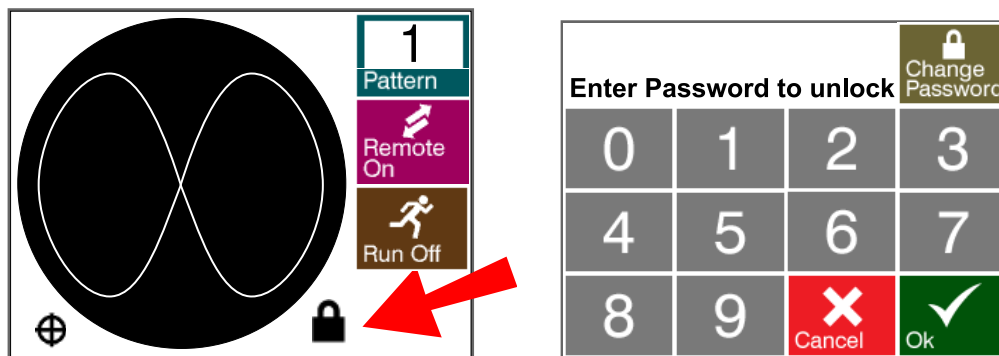 1
Pattern
Remote
On
Run Off
Enter Password to unlock
Change
Password
0 1 2 3
4 5 6 7
8 9
Cancel Ok